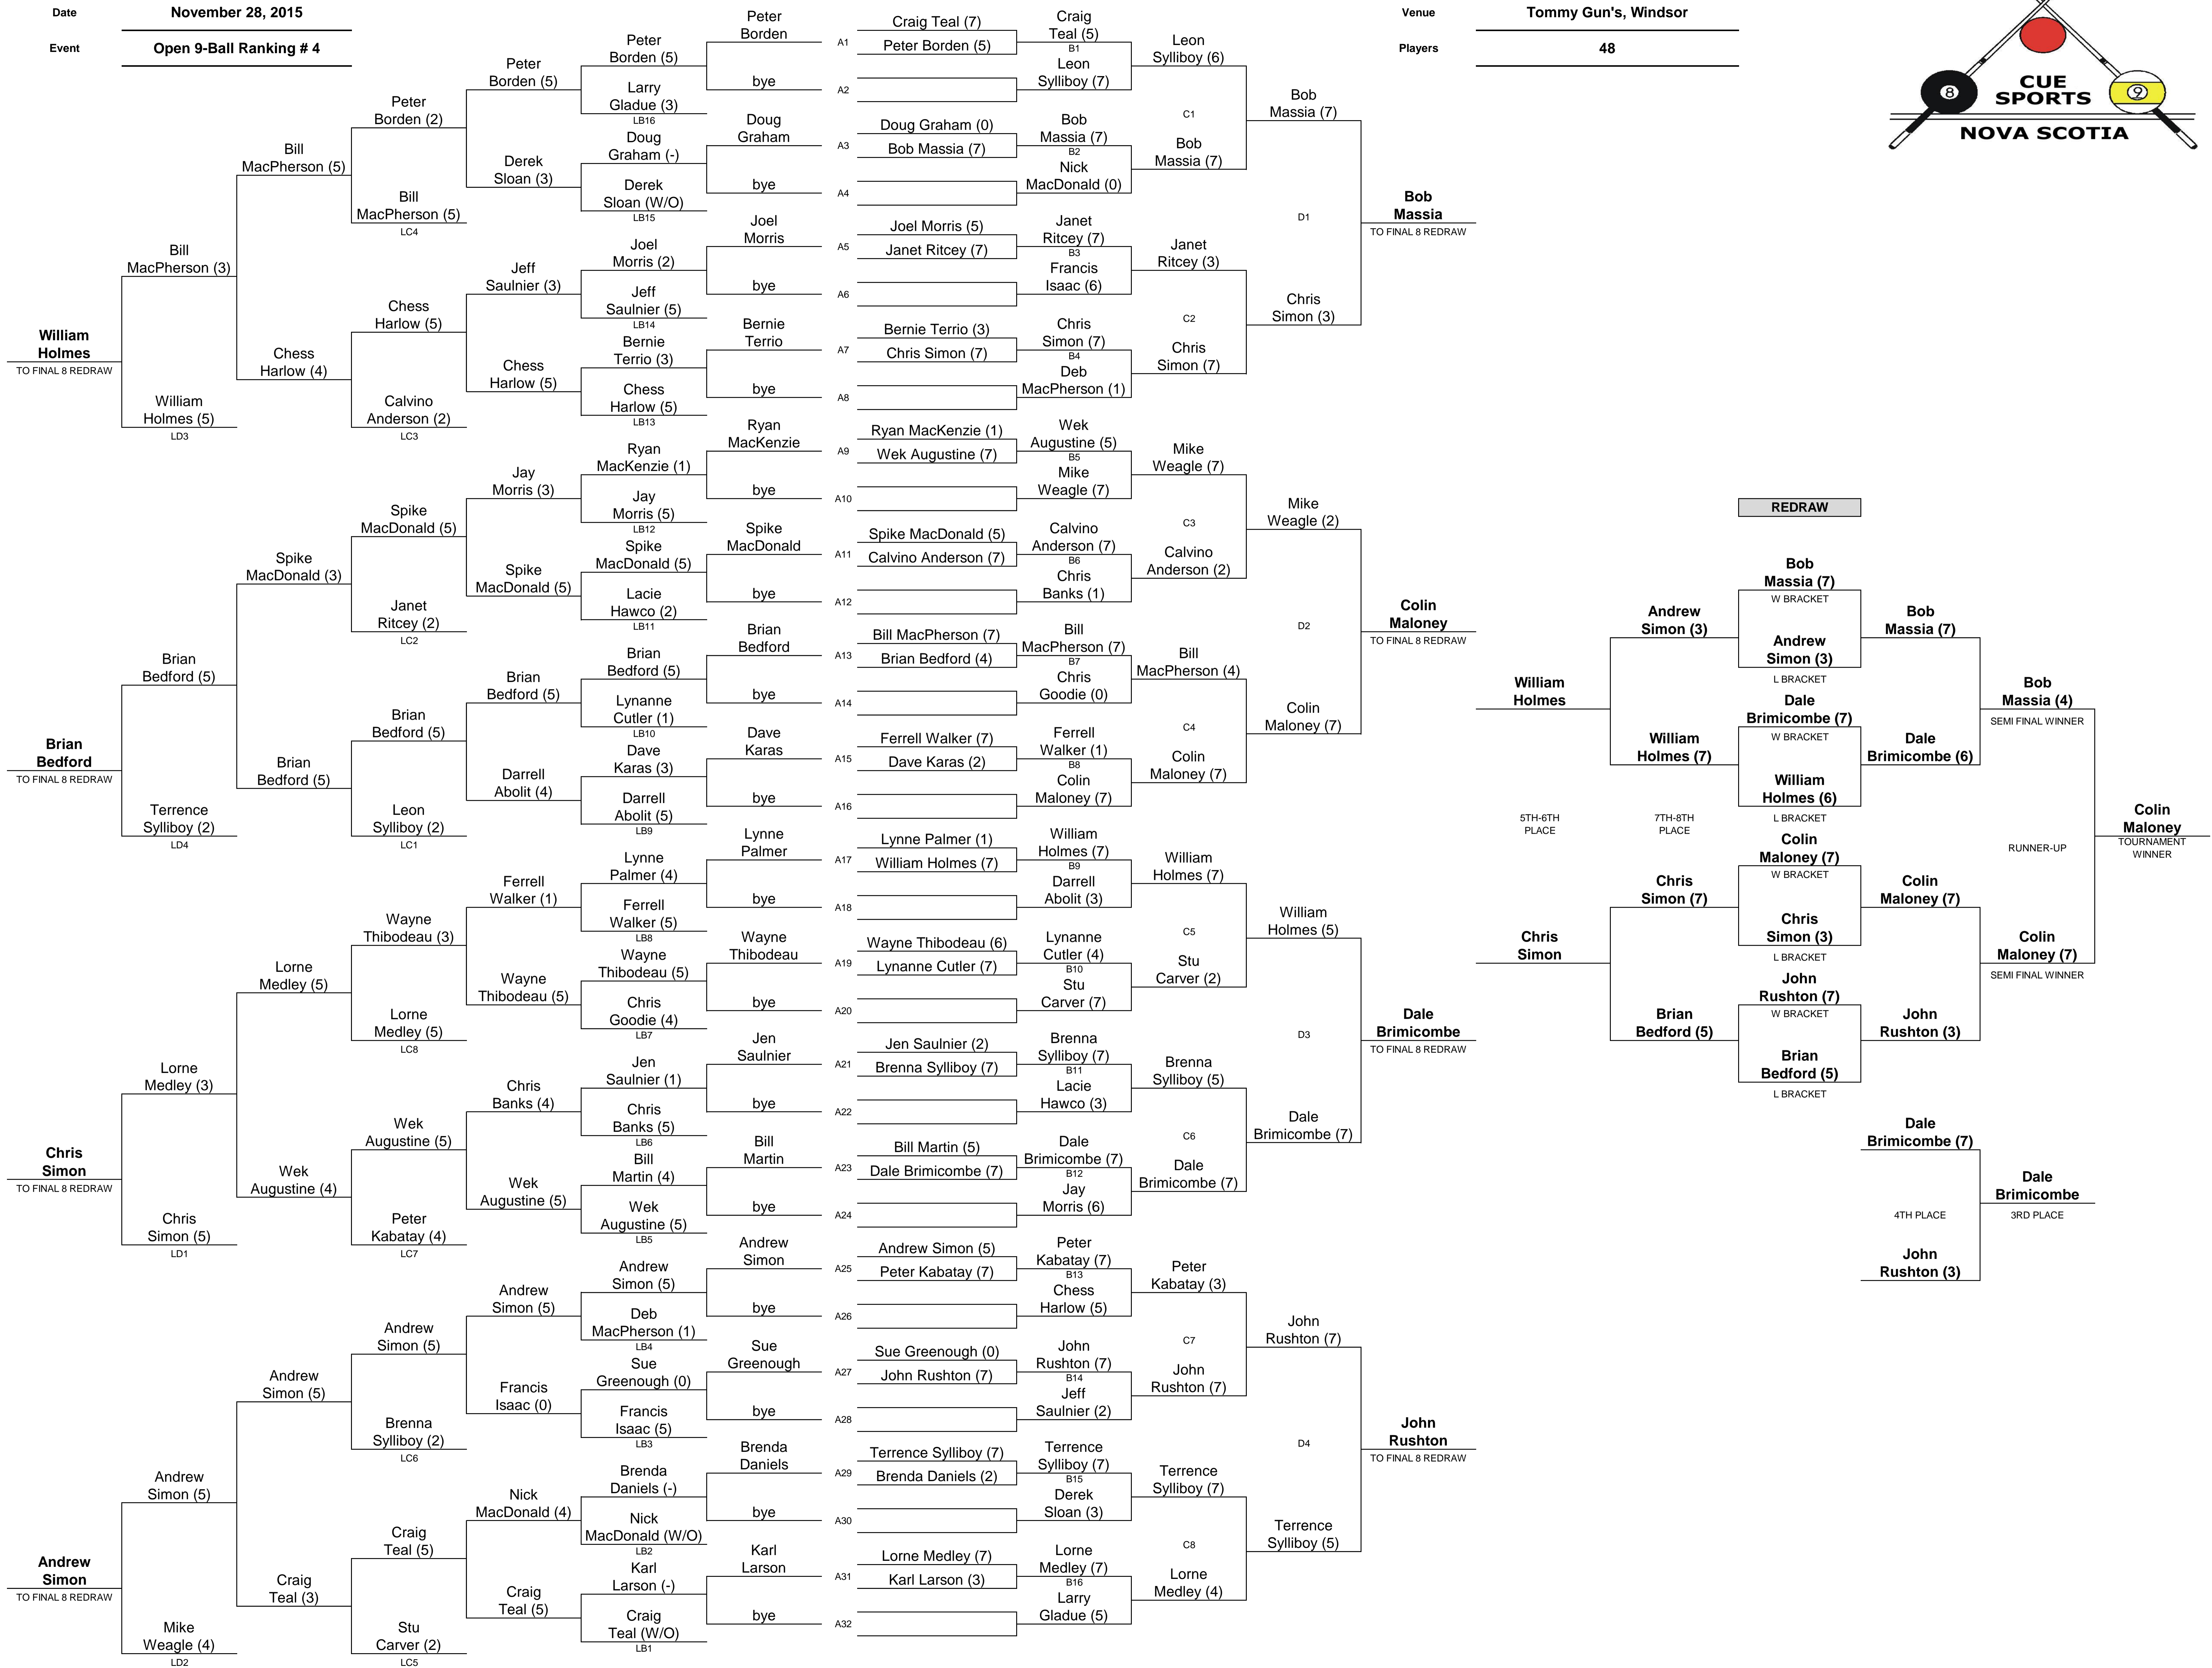 Date
November 28, 2015
Event
Open 9-Ball Ranking # 4
Venue
Tommy Gun's, Windsor
Players
48
8
9
CUE
SPORTS
NOVA SCOTIA
William
Holmes
TO FINAL 8 REDRAW
Brian
Bedford
TO FINAL 8 REDRAW
Chris
Simon
TO FINAL 8 REDRAW
Andrew
Simon
TO FINAL 8 REDRAW
Bill
MacPherson (3)
William
Holmes (5)
LD3
Brian
Bedford (5)
Terrence
Sylliboy (2)
LD4
Lorne
Medley (3)
Chris
Simon (5)
LD1
Andrew
Simon (5)
Mike
Weagle (4)
LD2
Bill
MacPherson (5)
Chess
Harlow (4)
Spike
MacDonald (3)
Brian
Bedford (5)
Lorne
Medley (5)
Wek
Augustine (4)
Andrew
Simon (5)
Craig
Teal (3)
Peter
Borden (2)
Bill
MacPherson (5)
LC4
Chess
Harlow (5)
Calvino
Anderson (2)
LC3
Spike
MacDonald (5)
Janet
Ritcey (2)
LC2
Brian
Bedford (5)
Leon
Sylliboy (2)
LC1
Wayne
Thibodeau (3)
Lorne
Medley (5)
LC8
Wek
Augustine (5)
Peter
Kabatay (4)
LC7
Andrew
Simon (5)
Brenna
Sylliboy (2)
LC6
Craig
Teal (5)
Stu
Carver (2)
LC5
Peter
Borden (5)
Derek
Sloan (3)
Jeff
Saulnier (3)
Chess
Harlow (5)
Jay
Morris (3)
Spike
MacDonald (5)
Brian
Bedford (5)
Darrell
Abolit (4)
Ferrell
Walker (1)
Wayne
Thibodeau (5)
Chris
Banks (4)
Wek
Augustine (5)
Andrew
Simon (5)
Francis
Isaac (0)
Nick
MacDonald (4)
Craig
Teal (5)
Peter
Borden (5)
Larry
Gladue (3)
LB16
Doug
Graham (-)
Derek
Sloan (W/O)
LB15
Joel
Morris (2)
Jeff
Saulnier (5)
LB14
Bernie
Terrio (3)
Chess
Harlow (5)
LB13
Ryan
MacKenzie (1)
Jay
Morris (5)
LB12
Spike
MacDonald (5)
Lacie
Hawco (2)
LB11
Brian
Bedford (5)
Lynanne
Cutler (1)
LB10
Dave
Karas (3)
Darrell
Abolit (5)
LB9
Lynne
Palmer (4)
Ferrell
Walker (5)
LB8
Wayne
Thibodeau (5)
Chris
Goodie (4)
LB7
Jen
Saulnier (1)
Chris
Banks (5)
LB6
Bill
Martin (4)
Wek
Augustine (5)
LB5
Andrew
Simon (5)
Deb
MacPherson (1)
LB4
Sue
Greenough (0)
Francis
Isaac (5)
LB3
Brenda
Daniels (-)
Nick
MacDonald (W/O)
LB2
Karl
Larson (-)
Craig
Teal (W/O)
LB1
Peter
Borden
bye
Doug
Graham
bye
Joel
Morris
bye
Bernie
Terrio
bye
Ryan
MacKenzie
bye
Spike
MacDonald
bye
Brian
Bedford
bye
Dave
Karas
bye
Lynne
Palmer
bye
Wayne
Thibodeau
bye
Jen
Saulnier
bye
Bill
Martin
bye
Andrew
Simon
bye
Sue
Greenough
bye
Brenda
Daniels
bye
Karl
Larson
bye
A1
A2
A3
A4
A5
A6
A7
A8
A9
A10
A11
A12
A13
A14
A15
A16
A17
A18
A19
A20
A21
A22
A23
A24
A25
A26
A27
A28
A29
A30
A31
A32
Craig Teal (7)
Peter Borden (5)
Doug Graham (0)
Bob Massia (7)
Joel Morris (5)
Janet Ritcey (7)
Bernie Terrio (3)
Chris Simon (7)
Ryan MacKenzie (1)
Wek Augustine (7)
Spike MacDonald (5)
Calvino Anderson (7)
Bill MacPherson (7)
Brian Bedford (4)
Ferrell Walker (7)
Dave Karas (2)
Lynne Palmer (1)
William Holmes (7)
Wayne Thibodeau (6)
Lynanne Cutler (7)
Jen Saulnier (2)
Brenna Sylliboy (7)
Bill Martin (5)
Dale Brimicombe (7)
Andrew Simon (5)
Peter Kabatay (7)
Sue Greenough (0)
John Rushton (7)
Terrence Sylliboy (7)
Brenda Daniels (2)
Lorne Medley (7)
Karl Larson (3)
Craig
Teal (5)
B1
Leon
Sylliboy (7)
Bob
Massia (7)
B2
Nick
MacDonald (0)
Janet
Ritcey (7)
B3
Francis
Isaac (6)
Chris
Simon (7)
B4
Deb
MacPherson (1)
Wek
Augustine (5)
B5
Mike
Weagle (7)
Calvino
Anderson (7)
B6
Chris
Banks (1)
Bill
MacPherson (7)
B7
Chris
Goodie (0)
Ferrell
Walker (1)
B8
Colin
Maloney (7)
William
Holmes (7)
B9
Darrell
Abolit (3)
Lynanne
Cutler (4)
B10
Stu
Carver (7)
Brenna
Sylliboy (7)
B11
Lacie
Hawco (3)
Dale
Brimicombe (7)
B12
Jay
Morris (6)
Peter
Kabatay (7)
B13
Chess
Harlow (5)
John
Rushton (7)
B14
Jeff
Saulnier (2)
Terrence
Sylliboy (7)
B15
Derek
Sloan (3)
Lorne
Medley (7)
B16
Larry
Gladue (5)
Leon
Sylliboy (6)
C1
Bob
Massia (7)
Janet
Ritcey (3)
C2
Chris
Simon (7)
Mike
Weagle (7)
C3
Calvino
Anderson (2)
Bill
MacPherson (4)
C4
Colin
Maloney (7)
William
Holmes (7)
C5
Stu
Carver (2)
Brenna
Sylliboy (5)
C6
Dale
Brimicombe (7)
Peter
Kabatay (3)
C7
John
Rushton (7)
Terrence
Sylliboy (7)
C8
Lorne
Medley (4)
Bob
Massia (7)
D1
Chris
Simon (3)
Mike
Weagle (2)
D2
Colin
Maloney (7)
William
Holmes (5)
D3
Dale
Brimicombe (7)
John
Rushton (7)
D4
Terrence
Sylliboy (5)
Bob
Massia
TO FINAL 8 REDRAW
Colin
Maloney
TO FINAL 8 REDRAW
Dale
Brimicombe
TO FINAL 8 REDRAW
John
Rushton
TO FINAL 8 REDRAW
William
Holmes
5TH-6TH
PLACE
Chris
Simon
Andrew
Simon (3)
William
Holmes (7)
7TH-8TH
PLACE
Chris
Simon (7)
Brian
Bedford (5)
REDRAW
Bob
Massia (7)
W BRACKET
Andrew
Simon (3)
L BRACKET
Dale
Brimicombe (7)
W BRACKET
William
Holmes (6)
L BRACKET
Colin
Maloney (7)
W BRACKET
Chris
Simon (3)
L BRACKET
John
Rushton (7)
W BRACKET
Brian
Bedford (5)
L BRACKET
Bob
Massia (7)
Dale
Brimicombe (6)
Colin
Maloney (7)
John
Rushton (3)
Bob
Massia (4)
SEMI FINAL WINNER
RUNNER-UP
Colin
Maloney (7)
SEMI FINAL WINNER
Colin
Maloney
TOURNAMENT
WINNER
Dale
Brimicombe (7)
4TH PLACE
John
Rushton (3)
Dale
Brimicombe
3RD PLACE